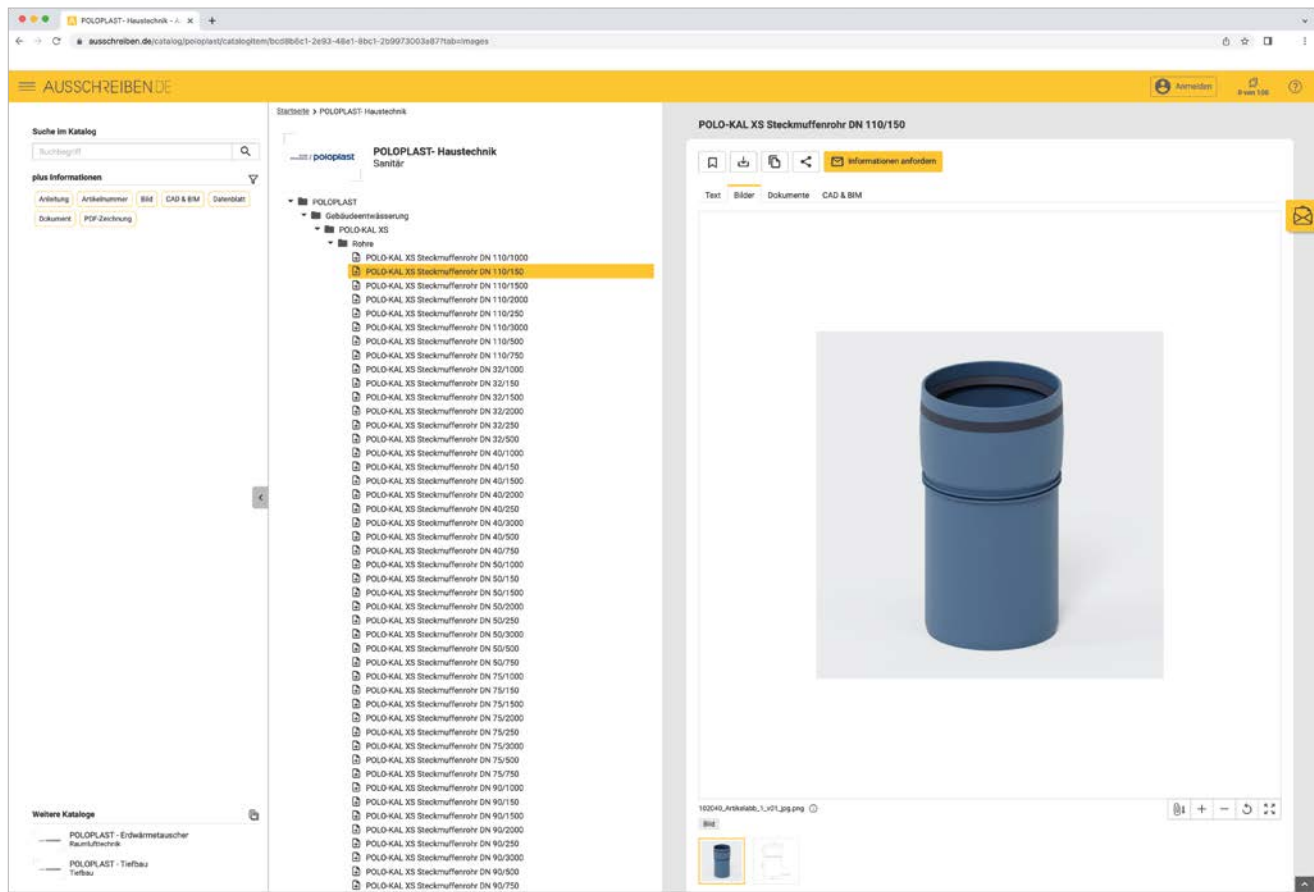 POLOPLAST- Haustechnik - A
ausschreiben.de/catalog/poloplast/catalogitem/bcd8b6c1-2e93-48e1-8bc1-2b9973003a87?tab=images
AUSSCHREIBEN.DE
Anmelden
0 von 106
Suche im Katalog
Suchbegriff
plus Informationen
Anleitung
Artikelnummer
Bild
CAD & BIM
Datenblatt
Dokument
PDF-Zeichnung
Weitere Kataloge
POLOPLAST - Erdwärmetauscher
Raumlufttechnik
POLOPLAST - Tiefbau
Tiefbau
Startseite > POLOPLAST- Haustechnik
poloplast
POLOPLAST- Haustechnik
Sanitär
POLOPLAST
Gebäudeentwässerung
POLO-KAL XS
Rohre
POLO-KAL XS Steckmuffenrohr DN 110/1000
POLO-KAL XS Steckmuffenrohr DN 110/150
POLO-KAL XS Steckmuffenrohr DN 110/1500
POLO-KAL XS Steckmuffenrohr DN 110/2000
POLO-KAL XS Steckmuffenrohr DN 110/250
POLO-KAL XS Steckmuffenrohr DN 110/3000
POLO-KAL XS Steckmuffenrohr DN 110/500
POLO-KAL XS Steckmuffenrohr DN 110/750
POLO-KAL XS Steckmuffenrohr DN 32/1000
POLO-KAL XS Steckmuffenrohr DN 32/150
POLO-KAL XS Steckmuffenrohr DN 32/1500
POLO-KAL XS Steckmuffenrohr DN 32/2000
POLO-KAL XS Steckmuffenrohr DN 32/250
POLO-KAL XS Steckmuffenrohr DN 32/500
POLO-KAL XS Steckmuffenrohr DN 40/1000
POLO-KAL XS Steckmuffenrohr DN 40/150
POLO-KAL XS Steckmuffenrohr DN 40/1500
POLO-KAL XS Steckmuffenrohr DN 40/2000
POLO-KAL XS Steckmuffenrohr DN 40/250
POLO-KAL XS Steckmuffenrohr DN 40/3000
POLO-KAL XS Steckmuffenrohr DN 40/500
POLO-KAL XS Steckmuffenrohr DN 40/750
POLO-KAL XS Steckmuffenrohr DN 50/1000
POLO-KAL XS Steckmuffenrohr DN 50/150
POLO-KAL XS Steckmuffenrohr DN 50/1500
POLO-KAL XS Steckmuffenrohr DN 50/2000
POLO-KAL XS Steckmuffenrohr DN 50/250
POLO-KAL XS Steckmuffenrohr DN 50/3000
POLO-KAL XS Steckmuffenrohr DN 50/500
POLO-KAL XS Steckmuffenrohr DN 50/750
POLO-KAL XS Steckmuffenrohr DN 75/1000
POLO-KAL XS Steckmuffenrohr DN 75/150
POLO-KAL XS Steckmuffenrohr DN 75/1500
POLO-KAL XS Steckmuffenrohr DN 75/2000
POLO-KAL XS Steckmuffenrohr DN 75/250
POLO-KAL XS Steckmuffenrohr DN 75/3000
POLO-KAL XS Steckmuffenrohr DN 75/500
POLO-KAL XS Steckmuffenrohr DN 75/750
POLO-KAL XS Steckmuffenrohr DN 90/1000
POLO-KAL XS Steckmuffenrohr DN 90/150
POLO-KAL XS Steckmuffenrohr DN 90/1500
POLO-KAL XS Steckmuffenrohr DN 90/2000
POLO-KAL XS Steckmuffenrohr DN 90/250
POLO-KAL XS Steckmuffenrohr DN 90/3000
POLO-KAL XS Steckmuffenrohr DN 90/500
POLO-KAL XS Steckmuffenrohr DN 90/750
POLO-KAL XS Steckmuffenrohr DN 110/150
Informationen anfordern
Text Bilder Dokumente CAD & BIM
102040_Artikelabb_1_v01_jpg.png
Bild